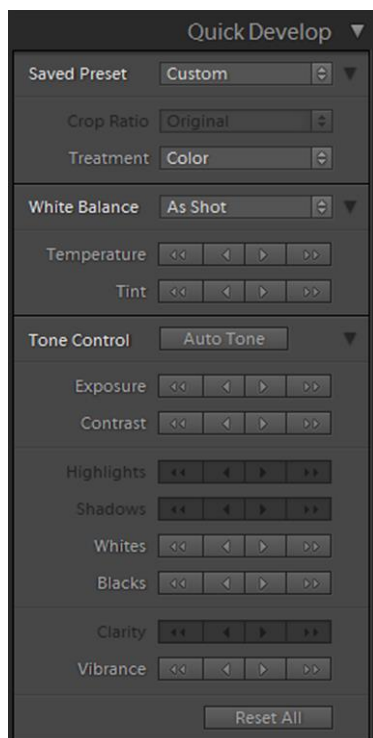 Quick Develop
Saved Preset Custom
Crop Ratio Original
Treatment Color
White Balance As Shot
Temperature
Tint
Tone Control Auto Tone
Exposure
Contrast
Highlights
Shadows
Whites
Blacks
Clarity
Vibrance
Reset All